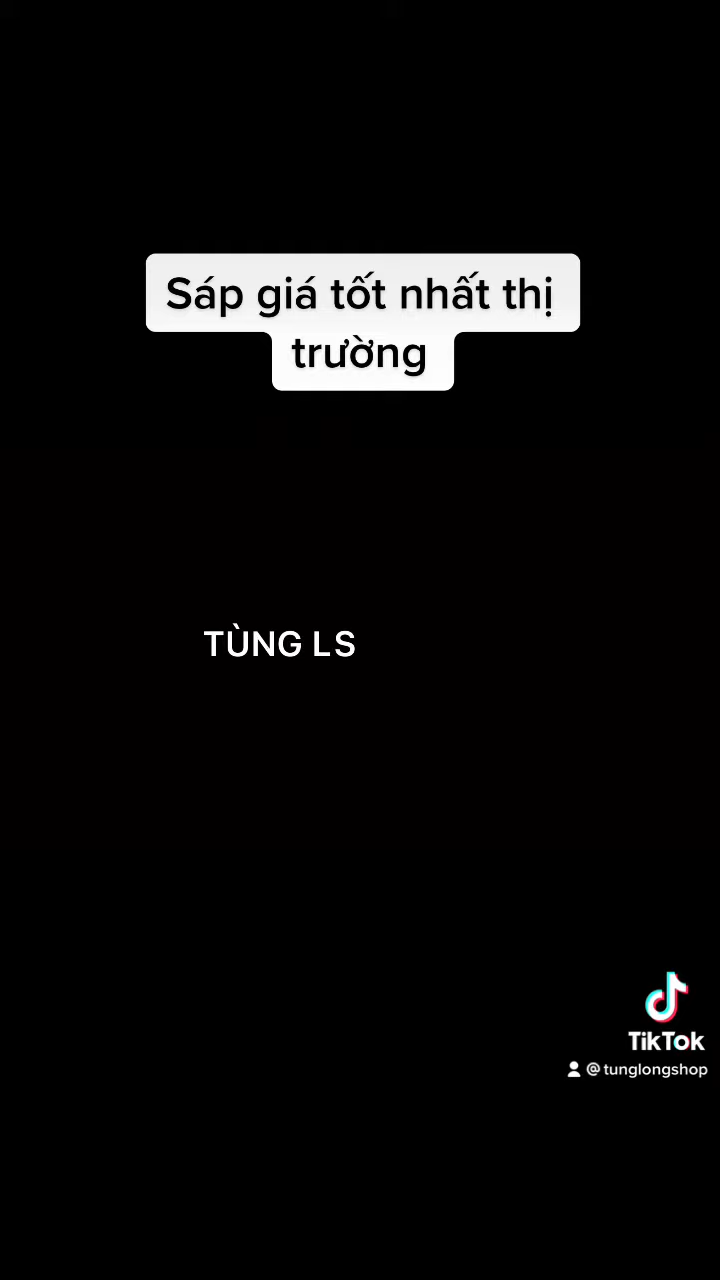 Sáp giá tốt nhất thị
trường
TÙNG LS
TikTok
@tunglongshop